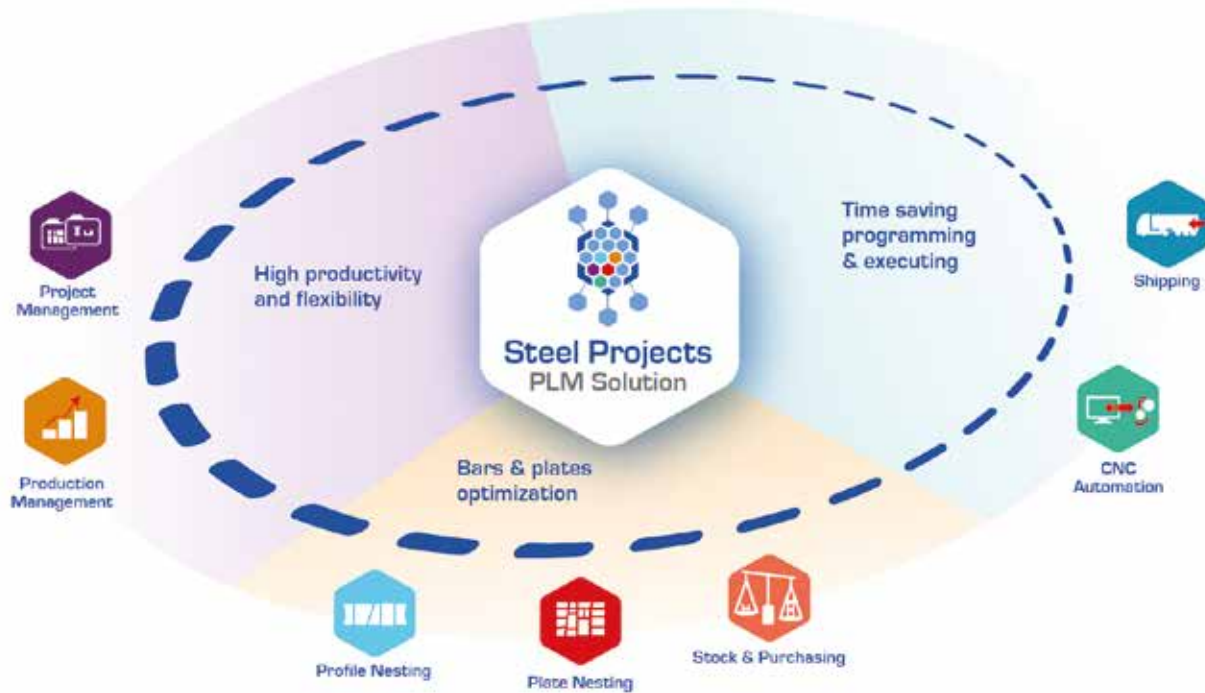 High productivity
and flexibility
Time saving
programming
& executing
Steel Projects
PLM Solution
Bars & plates
optimization
Project
Management
Production
Management
Profile Nesting
Plate Nesting
Stock & Purchasing
CNC
Automation
Shipping